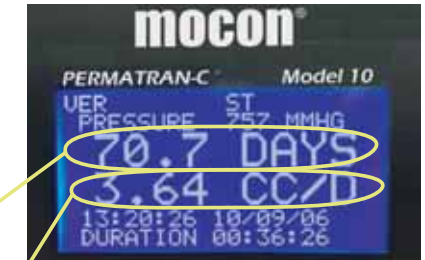 mocon®
PERMATRAN-C Model 10
VER ST
PRESSURE 757 MMHG
70.7 DAYS
3.64 CC/D
13:20:26 10/09/06
DURATION 00:36:26